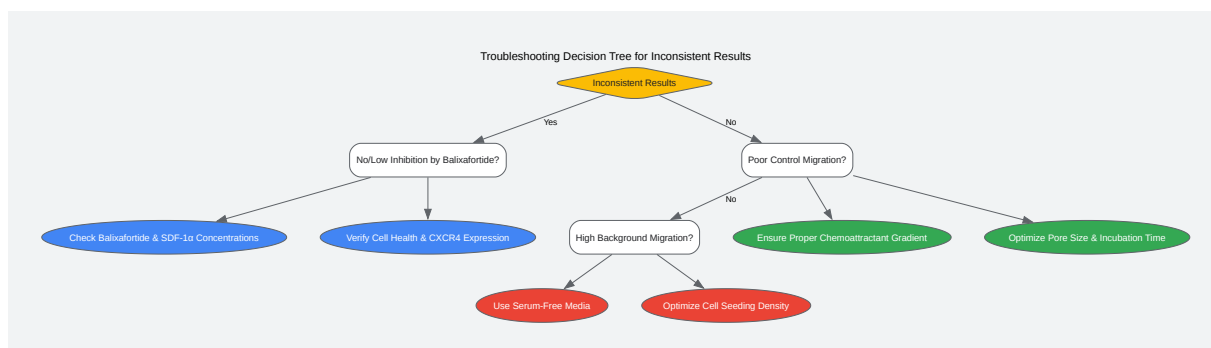 Troubleshooting Decision Tree for Inconsistent Results
Inconsistent Results
Yes
No
No/Low Inhibition by Balixafortide?
Poor Control Migration?
No
Check Balixafortide & SDF-1α Concentrations
Verify Cell Health & CXCR4 Expression
High Background Migration?
Ensure Proper Chemoattractant Gradient
Optimize Pore Size & Incubation Time
Use Serum-Free Media
Optimize Cell Seeding Density